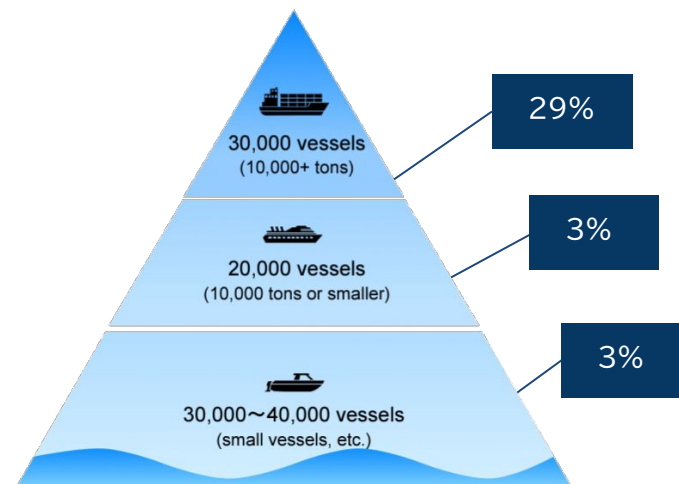 29%
30,000 vessels
(10,000+ tons)
3%
20,000 vessels
(10,000 tons or smaller)
3%
30,000～40,000 vessels
(small vessels, etc.)